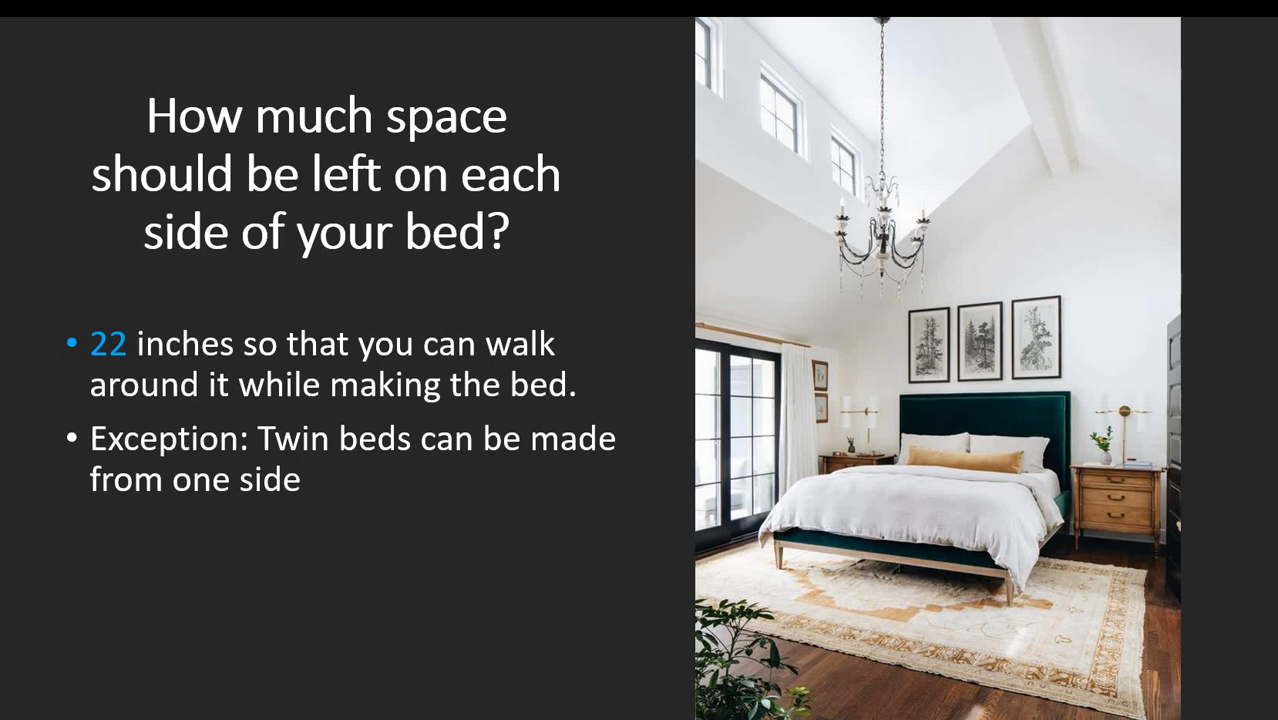 How much space
should be left on each
side of your bed?
• 22 inches so that you can walk
around it while making the bed.
• Exception: Twin beds can be made
from one side